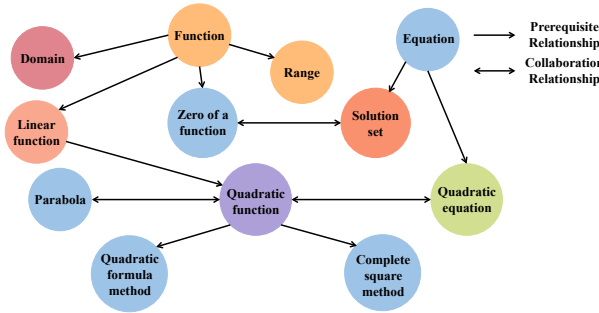 Function
Equation
Prerequisite
Relationship
Domain
Range
Collaboration
Relationship
Linear
function
Zero of a
function
Solution
set
Parabola
Quadratic
function
Quadratic
equation
Quadratic
formula
method
Complete
square
method